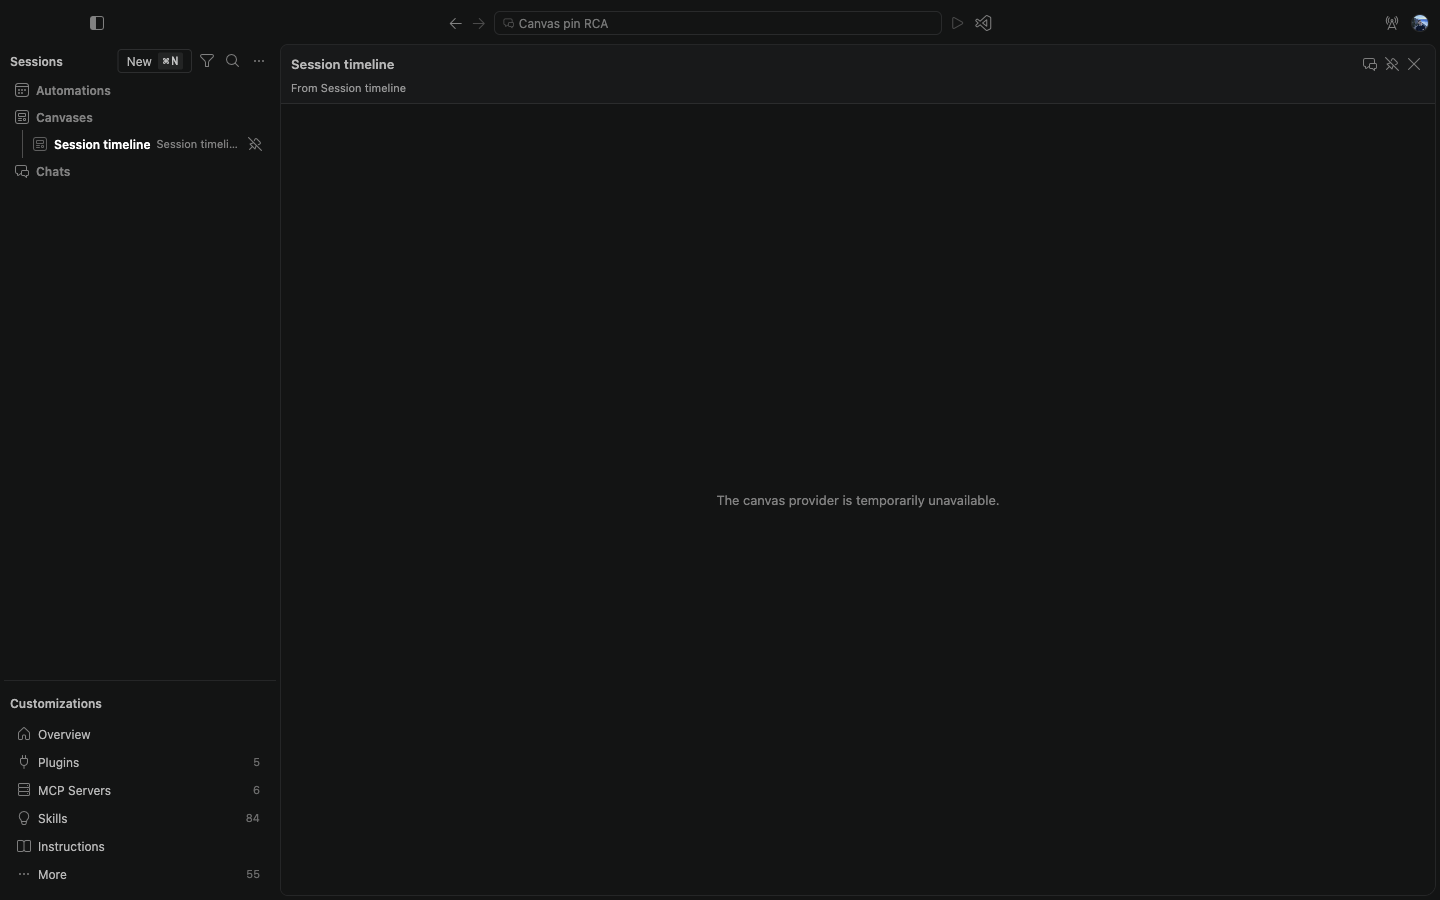 Canvas pin RCA
Sessions
New ⌘N
Automations
Canvases
Session timeline Session timeli...
Chats
Customizations
Overview
Plugins 5
MCP Servers 6
Skills 84
Instructions
More 55
Session timeline
From Session timeline
The canvas provider is temporarily unavailable.